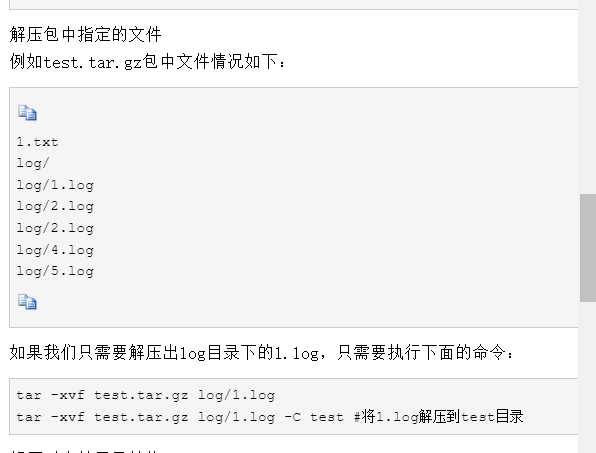 解压包中指定的文件
例如test.tar.gz包中文件情况如下：
1.txt
log/
log/1.log
log/2.log
log/2.log
log/4.log
log/5.log
如果我们只需要解压出log目录下的1.log，只需要执行下面的命令：
tar -xvf test.tar.gz log/1.log
tar -xvf test.tar.gz log/1.log -C test #将1.log解压到test目录